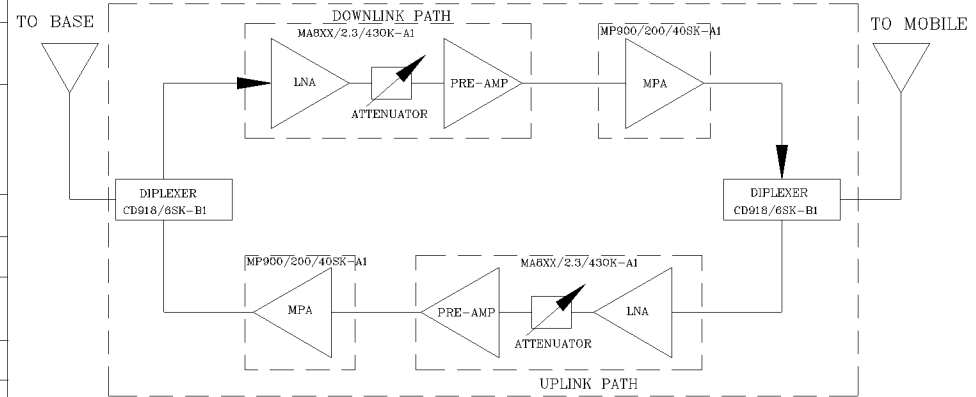 DOWNLINK PATH
TO BASE
TO MOBILE
MA8XX/2.3/430K-A1
MP900/200/40SK-A1
LNA
PRE-AMP
MPA
ATTENUATOR
DIPLEXER
CD918/6SK-B1
DIPLEXER
CD918/6SK-B1
MP900/200/40SK-A1
MA8XX/2.3/430K-A1
MPA
PRE-AMP
LNA
ATTENUATOR
UPLINK PATH